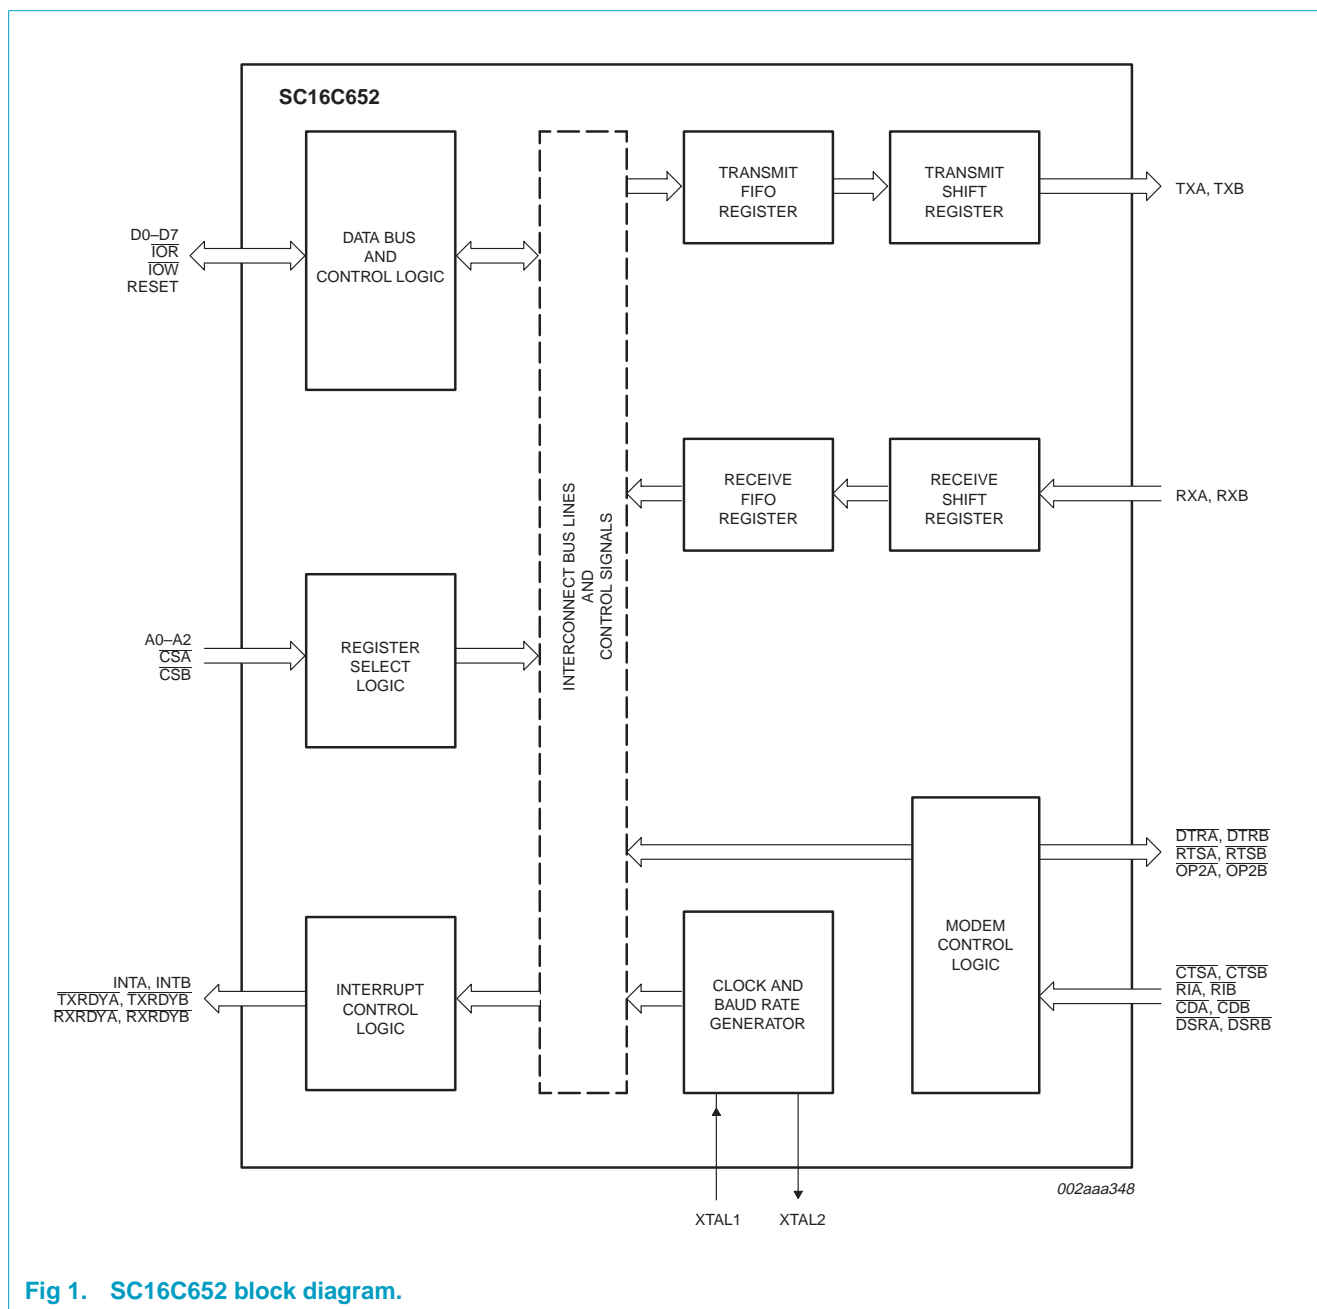 SC16C652
D0–D7
IOR
IOW
RESET
DATA BUS
AND
CONTROL LOGIC
TRANSMIT
FIFO
REGISTER
TRANSMIT
SHIFT
REGISTER
TXA, TXB
INTERCONNECT BUS LINES
AND
CONTROL SIGNALS
RECEIVE
FIFO
REGISTER
RECEIVE
SHIFT
REGISTER
RXA, RXB
A0–A2
CSA
CSB
REGISTER
SELECT
LOGIC
DTRA, DTRB
RTSA, RTSB
OP2A, OP2B
MODEM
CONTROL
LOGIC
CTSA, CTSB
RIA, RIB
CDA, CDB
DSRA, DSRB
INTA, INTB
TXRDYA, TXRDYB
RXRDYA, RXRDYB
INTERRUPT
CONTROL
LOGIC
CLOCK AND
BAUD RATE
GENERATOR
XTAL1
XTAL2
002aaa348
Fig 1. SC16C652 block diagram.